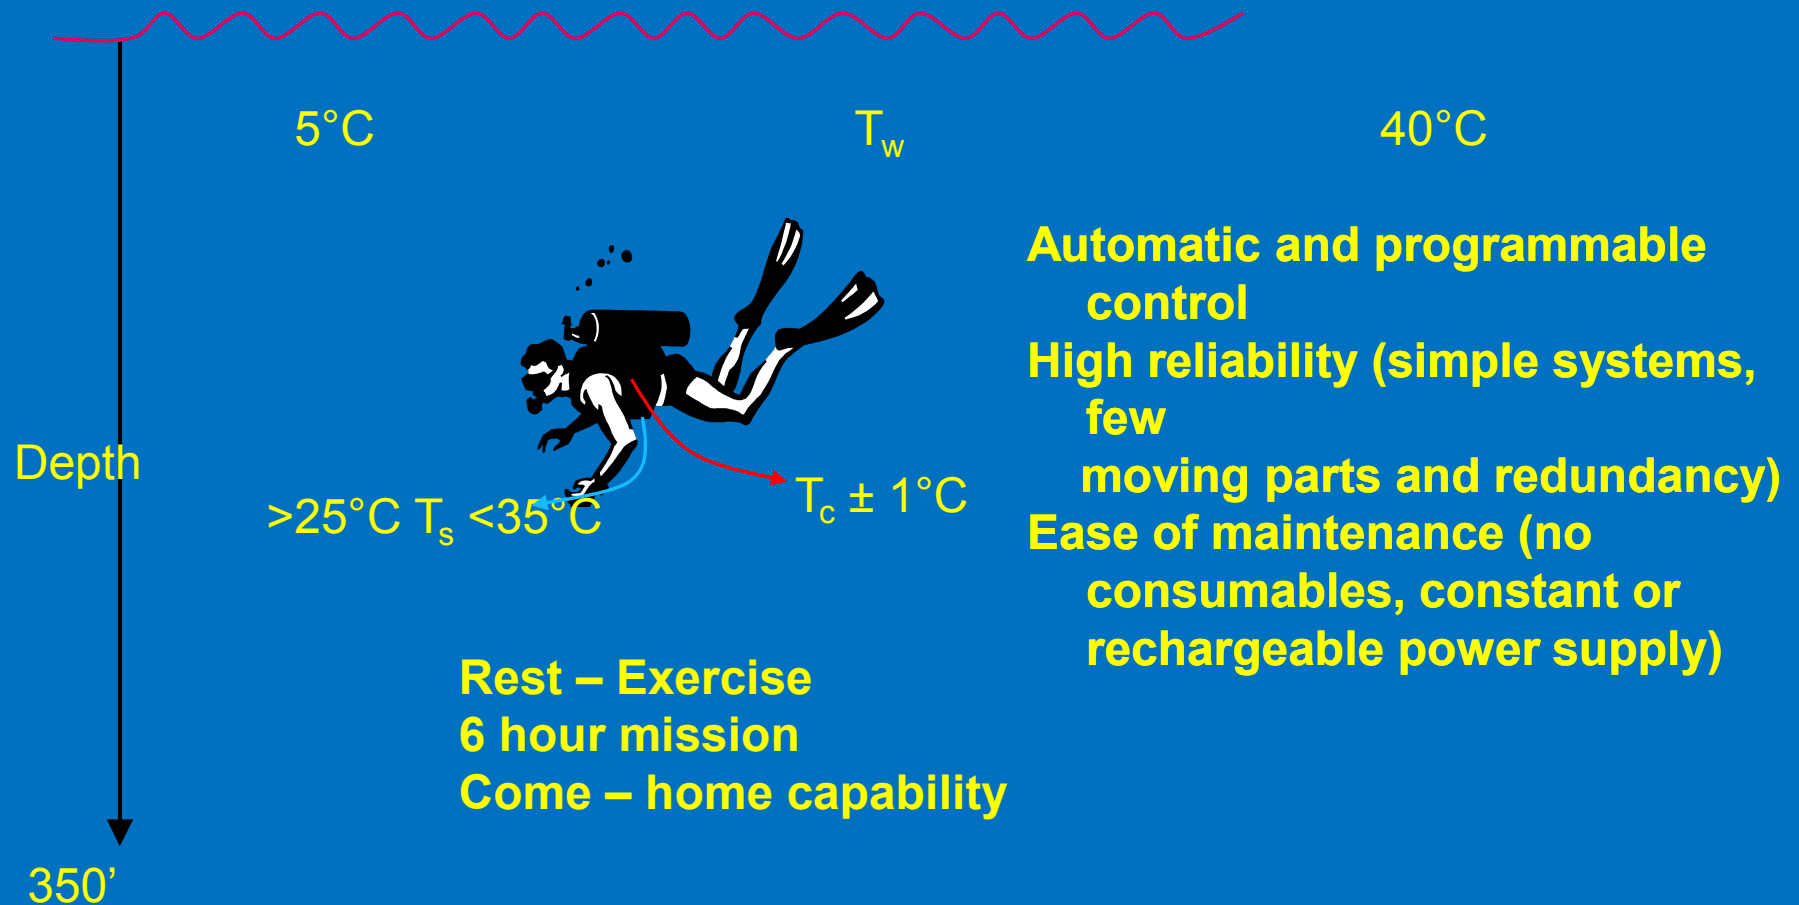 5°C
Tw
40°C
Automatic and programmable
control
High reliability (simple systems,
few
moving parts and redundancy)
Ease of maintenance (no
consumables, constant or
rechargeable power supply)
Depth
>25°C Ts <35°C
Tc ± 1°C
Rest – Exercise
6 hour mission
Come – home capability
350’